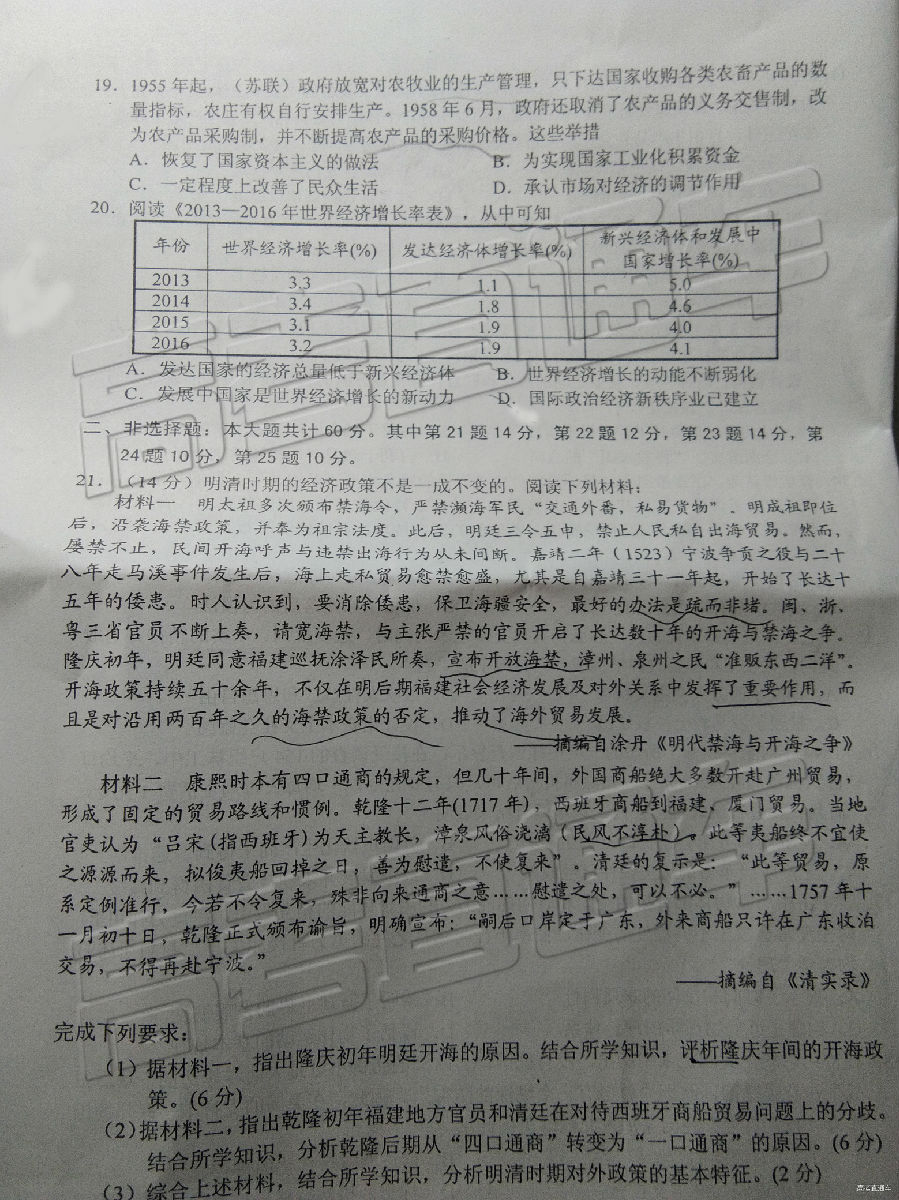 19. 1955年起，（苏联）政府放宽对农牧业的生产管理，只下达国家收购各类农畜产品的数
量指标，农庄有权自行安排生产。1958年6月，政府还取消了农产品的义务交售制，改
为农产品采购制，并不断提高农产品的采购价格。这些举措
A．恢复了国家资本主义的做法 B．为实现国家工业化积累资金
C．一定程度上改善了民众生活 D．承认市场对经济的调节作用
20．阅读《2013—2016年世界经济增长率表》，从中可知
年份 世界经济增长率(%) 发达经济体增长率(%) 新兴经济体和发展中国家增长率(%)
2013 3.3 1.1 5.0
2014 3.4 1.8 4.6
2015 3.1 1.9 4.0
2016 3.2 1.9 4.1
A．发达国家的经济总量低于新兴经济体 B．世界经济增长的动能不断弱化
C．发展中国家是世界经济增长的新动力 D．国际政治经济新秩序业已建立
二、非选择题：本大题共计60分。其中第21题14分，第22题12分，第23题14分，第
24题10分，第25题10分。
21．（14分）明清时期的经济政策不是一成不变的。阅读下列材料：
材料一 明太祖多次颁布禁海令，严禁濒海军民“交通外番，私易货物”．明成祖即位
后，沿袭海禁政策，并奉为祖宗法度。此后，明廷三令五申，禁止人民私自出海贸易。然而，
屡禁不止，民间开海呼声与违禁出海行为从未间断。嘉靖二年（1523）宁波争贡之役与二十
八年走马溪事件发生后，海上走私贸易愈禁愈盛，尤其是自嘉靖三十一年起，开始了长达十
五年的倭患。时人认识到，要消除倭患，保卫海疆安全，最好的办法是疏而非堵。闽、浙、
粤三省官员不断上奏，请宽海禁，与主张严禁的官员开启了长达数十年的开海与禁海之争。
隆庆初年，明廷同意福建巡抚涂泽民所奏，宣布开放海禁，漳州、泉州之民“准贩东西二洋”。
开海政策持续五十余年，不仅在明后期福建社会经济发展及对外关系中发挥了重要作用，而
且是对沿用两百年之久的海禁政策的否定，推动了海外贸易发展。
——摘编自涂丹《明代禁海与开海之争》
材料二 康熙时本有四口通商的规定，但几十年间，外国商船绝大多数开赴广州贸易，
形成了固定的贸易路线和惯例。乾隆十二年(1717年)，西班牙商船到福建、厦门贸易。当地
官吏认为“吕宋(指西班牙)为天主教长，漳泉风俗浇漓（民风不淳朴）。此等夷船终不宜使
之源源而来，拟俟夷船回棹之日，善为慰遣，不使复来”。清廷的复示是：“此等贸易，原
系定例准行，今若不令复来，殊非向来通商之意……慰遣之处，可以不必。”……1757年十
一月初十日，乾隆正式颁布谕旨，明确宣布：“嗣后口岸定于广东，外来商船只许在广东收泊
交易，不得再赴宁波。”
——摘编自《清实录》
完成下列要求：
（1）据材料一，指出隆庆初年明廷开海的原因。结合所学知识，评析隆庆年间的开海政
策。(6分)
（2）据材料二，指出乾隆初年福建地方官员和清廷在对待西班牙商船贸易问题上的分歧。
结合所学知识，分析乾隆后期从“四口通商”转变为“一口通商”的原因。(6分)
（3）综合上述材料，结合所学知识，分析明清时期对外政策的基本特征。(2分)
高考直通车
高考直通车
高考直通车